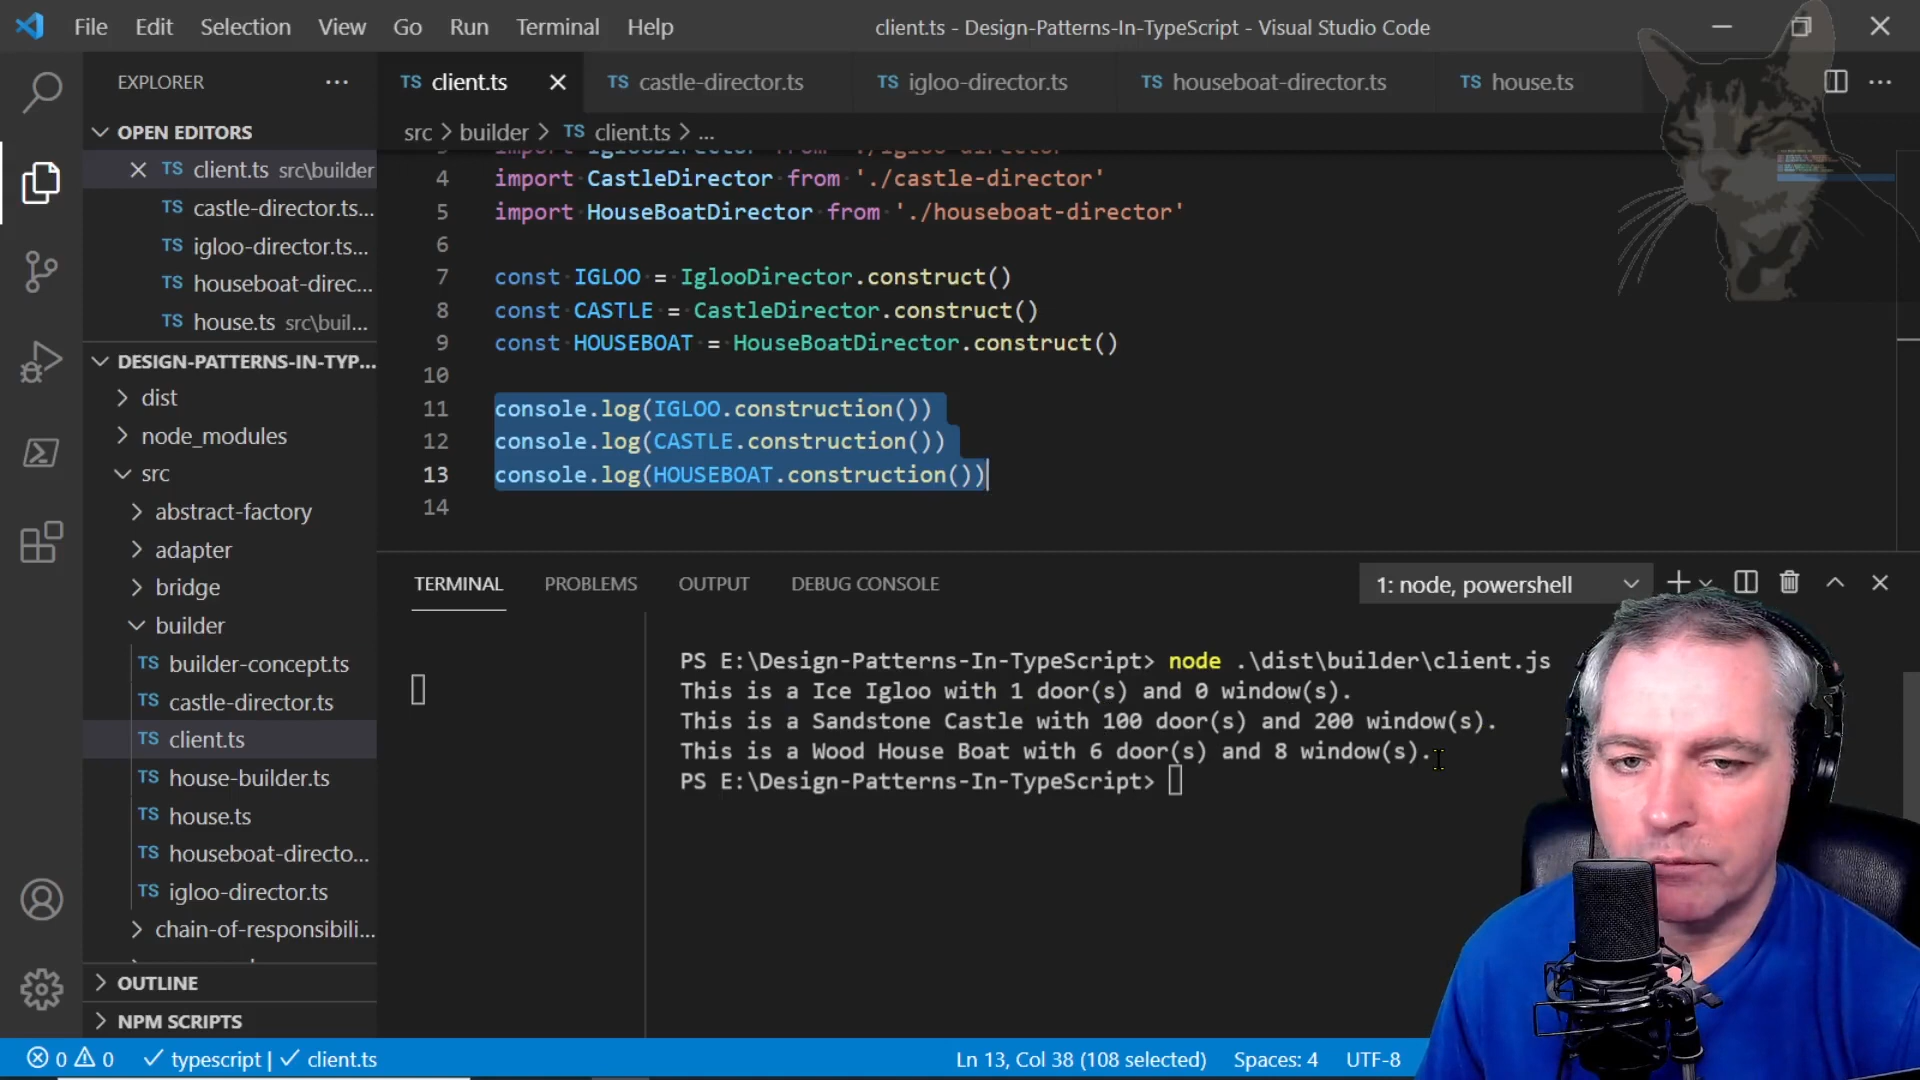 File Edit Selection View Go Run Terminal Help
client.ts - Design-Patterns-In-TypeScript - Visual Studio Code
EXPLORER
OPEN EDITORS
TS client.ts src\builder
TS castle-director.ts...
TS igloo-director.ts...
TS houseboat-direc...
TS house.ts src\buil...
DESIGN-PATTERNS-IN-TYP...
dist
node_modules
src
abstract-factory
adapter
bridge
builder
TS builder-concept.ts
TS castle-director.ts
TS client.ts
TS house-builder.ts
TS house.ts
TS houseboat-directo...
TS igloo-director.ts
chain-of-responsibili...
OUTLINE
NPM SCRIPTS
TS client.ts TS castle-director.ts TS igloo-director.ts TS houseboat-director.ts TS house.ts
src > builder > TS client.ts > ...
import IglooDirector from './igloo-director'
4 import CastleDirector from './castle-director'
5 import HouseBoatDirector from './houseboat-director'
6
7 const IGLOO = IglooDirector.construct()
8 const CASTLE = CastleDirector.construct()
9 const HOUSEBOAT = HouseBoatDirector.construct()
10
11 console.log(IGLOO.construction())
12 console.log(CASTLE.construction())
13 console.log(HOUSEBOAT.construction())
14
TERMINAL PROBLEMS OUTPUT DEBUG CONSOLE
1: node, powershell
PS E:\Design-Patterns-In-TypeScript> node .\dist\builder\client.js
This is a Ice Igloo with 1 door(s) and 0 window(s).
This is a Sandstone Castle with 100 door(s) and 200 window(s).
This is a Wood House Boat with 6 door(s) and 8 window(s).
PS E:\Design-Patterns-In-TypeScript>
0 0 typescript | client.ts
Ln 13, Col 38 (108 selected) Spaces: 4 UTF-8